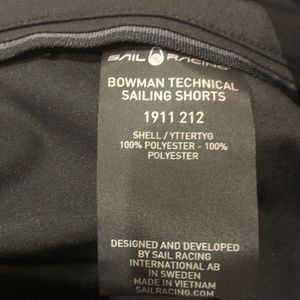 SAIL RACING
BOWMAN TECHNICAL
SAILING SHORTS
1911 212
SHELL / YTTERTYG
100% POLYESTER - 100%
POLYESTER
DESIGNED AND DEVELOPED
BY SAIL RACING
INTERNATIONAL AB
IN SWEDEN
MADE IN VIETNAM
SAILRACING.COM